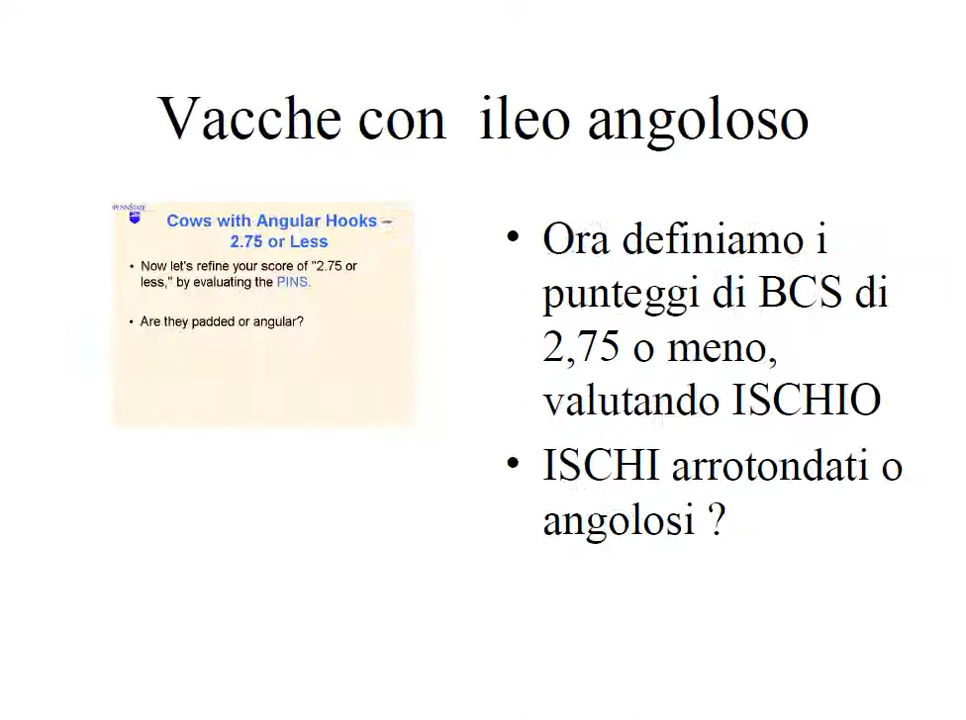 Vacche con ileo angoloso
PENNSTATE
Cows with Angular Hooks –
2.75 or Less
• Now let's refine your score of "2.75 or
less," by evaluating the PINS.
• Are they padded or angular?
• Ora definiamo i
punteggi di BCS di
2,75 o meno,
valutando ISCHIO
• ISCHI arrotondati o
angolosi ?